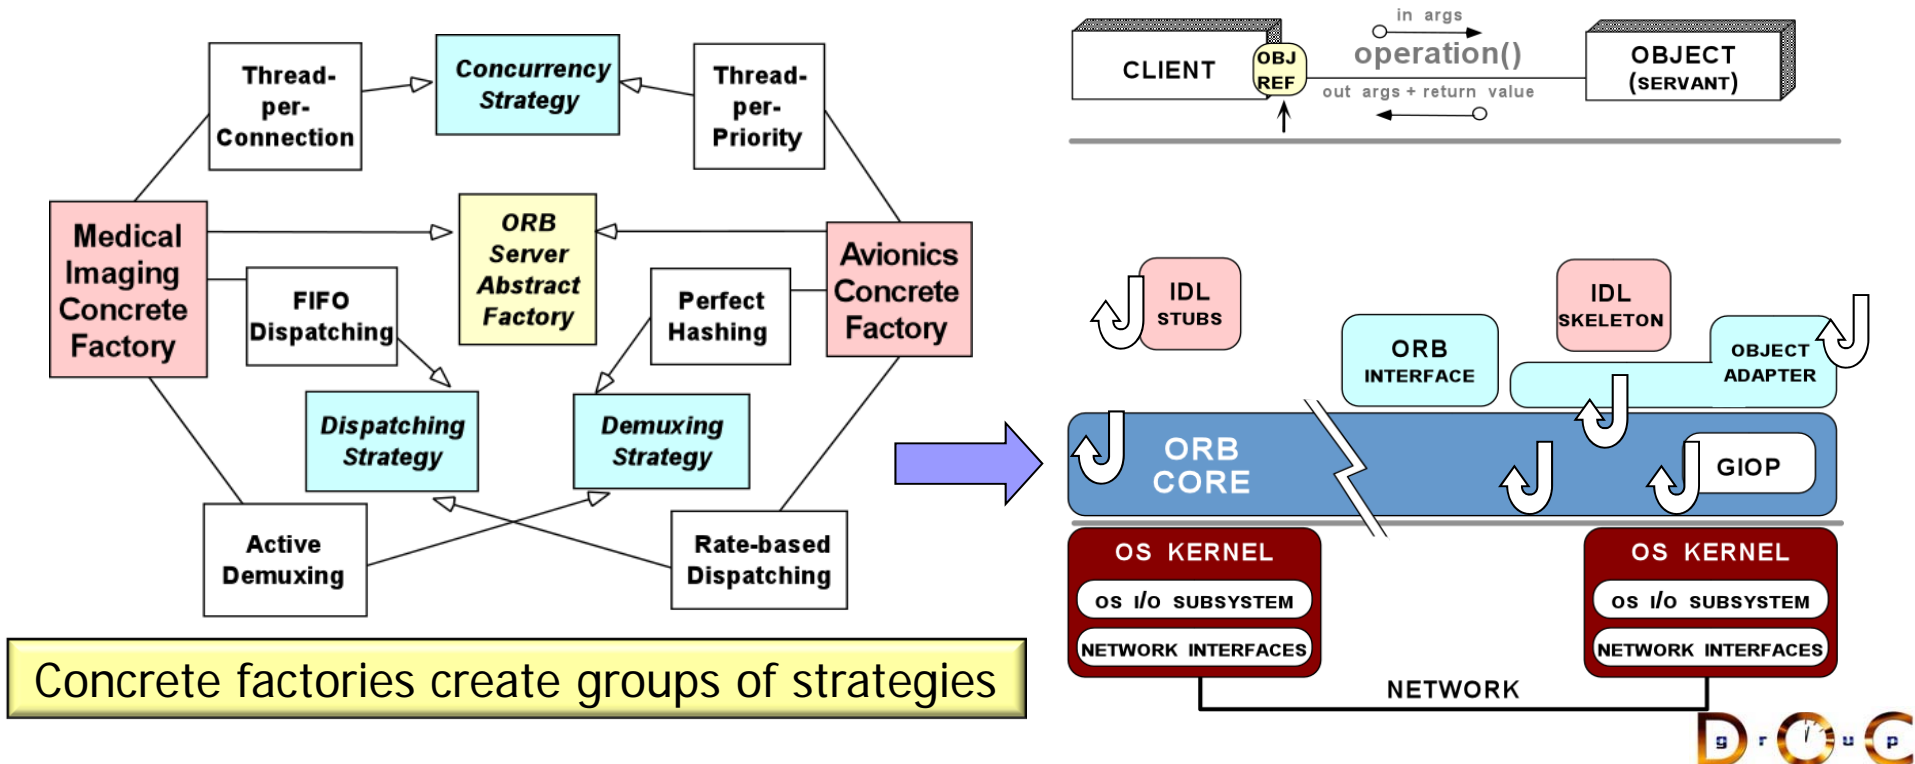 Thread-
per-
Connection
Concurrency
Strategy
Thread-
per-
Priority
Medical
Imaging
Concrete
Factory
ORB
Server
Abstract
Factory
Avionics
Concrete
Factory
FIFO
Dispatching
Perfect
Hashing
Dispatching
Strategy
Demuxing
Strategy
Active
Demuxing
Rate-based
Dispatching
Concrete factories create groups of strategies
CLIENT
OBJ
REF
in args
operation()
out args + return value
OBJECT
(SERVANT)
IDL
STUBS
ORB
INTERFACE
IDL
SKELETON
OBJECT
ADAPTER
ORB
CORE
GIOP
OS KERNEL
OS I/O SUBSYSTEM
NETWORK INTERFACES
OS KERNEL
OS I/O SUBSYSTEM
NETWORK INTERFACES
NETWORK
DOC
group